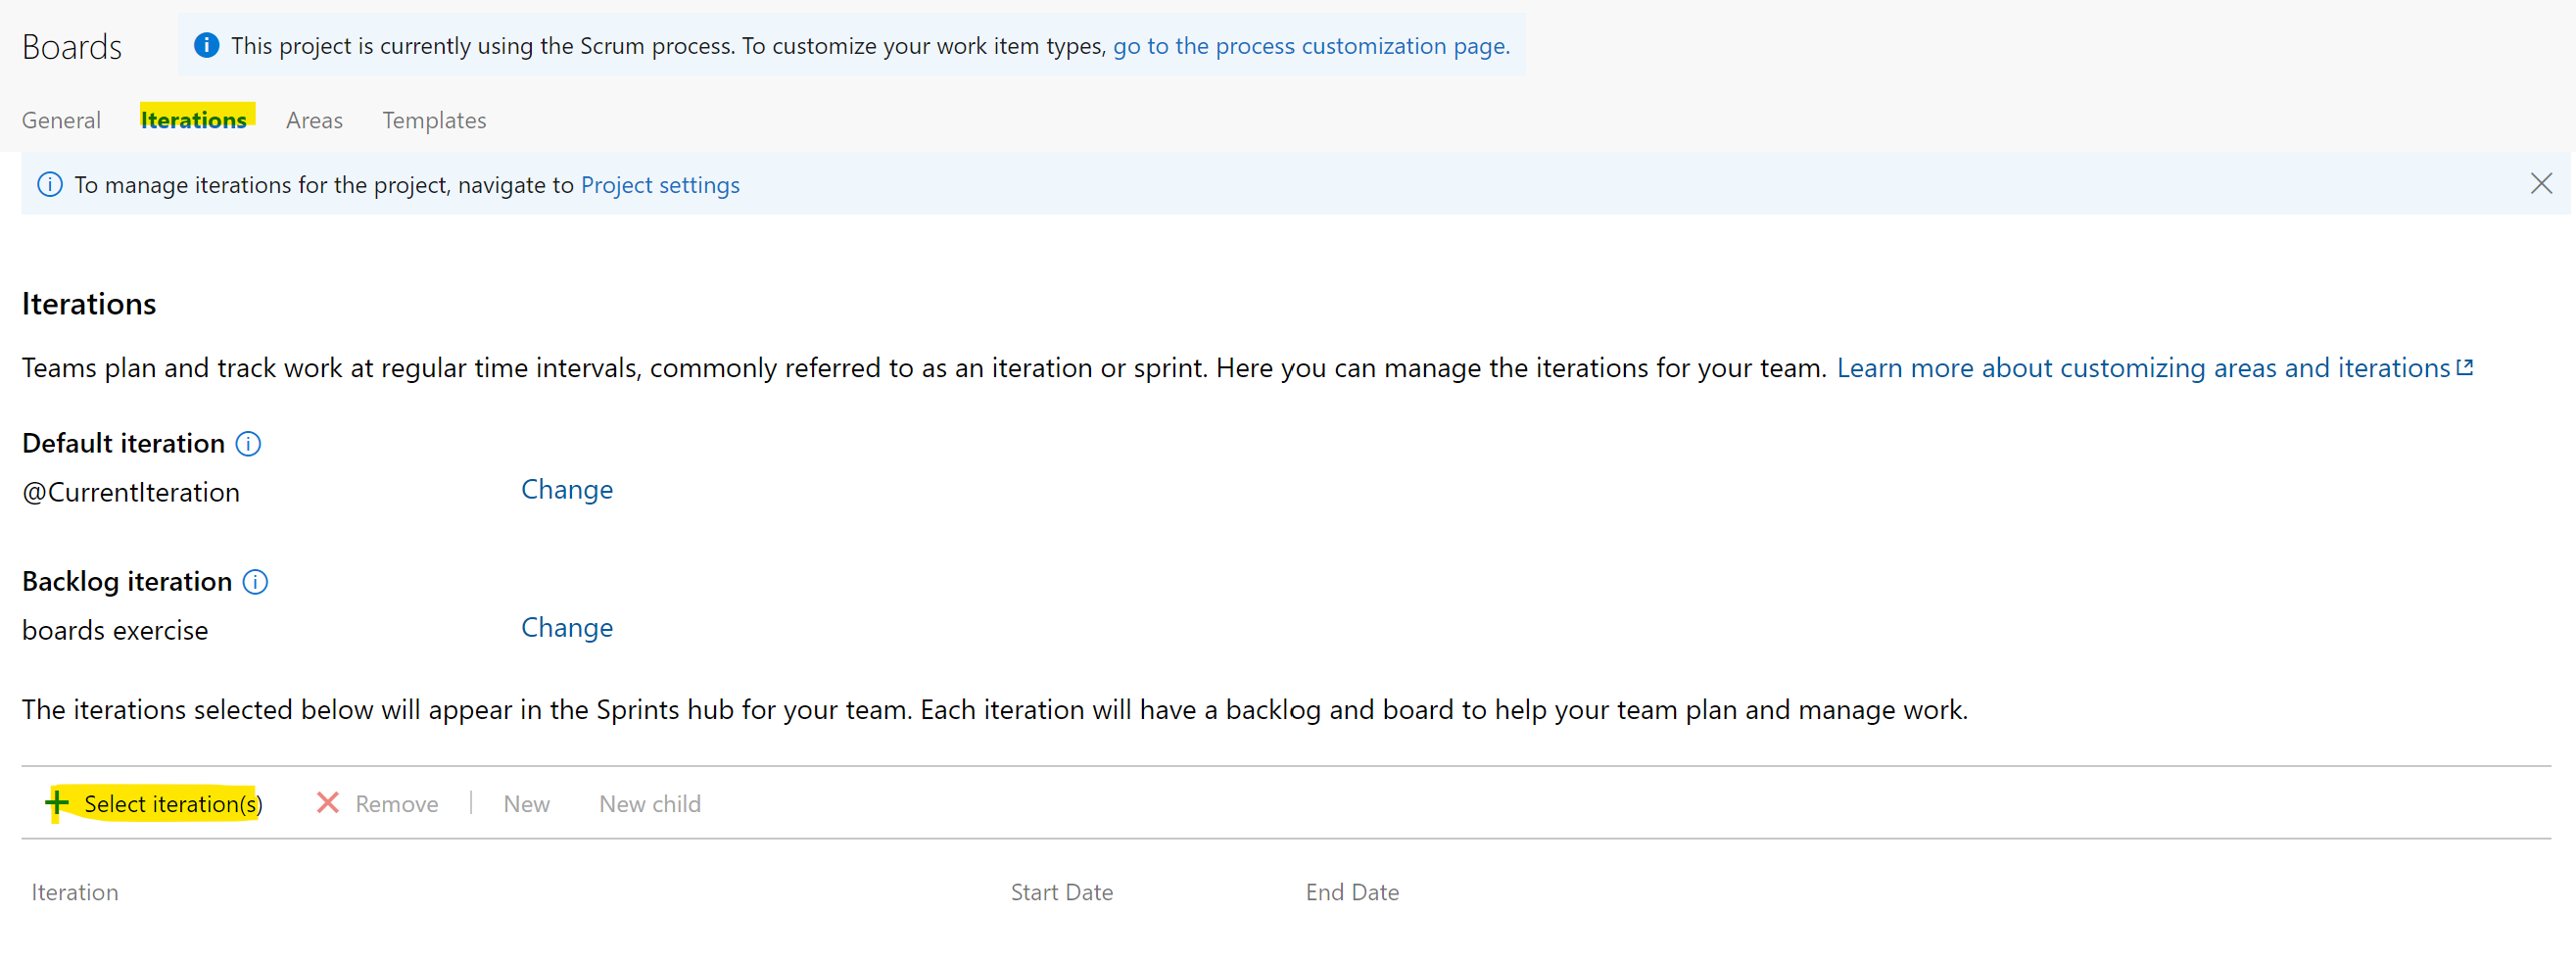 Boards
This project is currently using the Scrum process. To customize your work item types, go to the process customization page.
General Iterations Areas Templates
To manage iterations for the project, navigate to Project settings
Iterations
Teams plan and track work at regular time intervals, commonly referred to as an iteration or sprint. Here you can manage the iterations for your team. Learn more about customizing areas and iterations
Default iteration
@CurrentIteration Change
Backlog iteration
boards exercise Change
The iterations selected below will appear in the Sprints hub for your team. Each iteration will have a backlog and board to help your team plan and manage work.
+ Select iteration(s) Remove | New New child
Iteration Start Date End Date